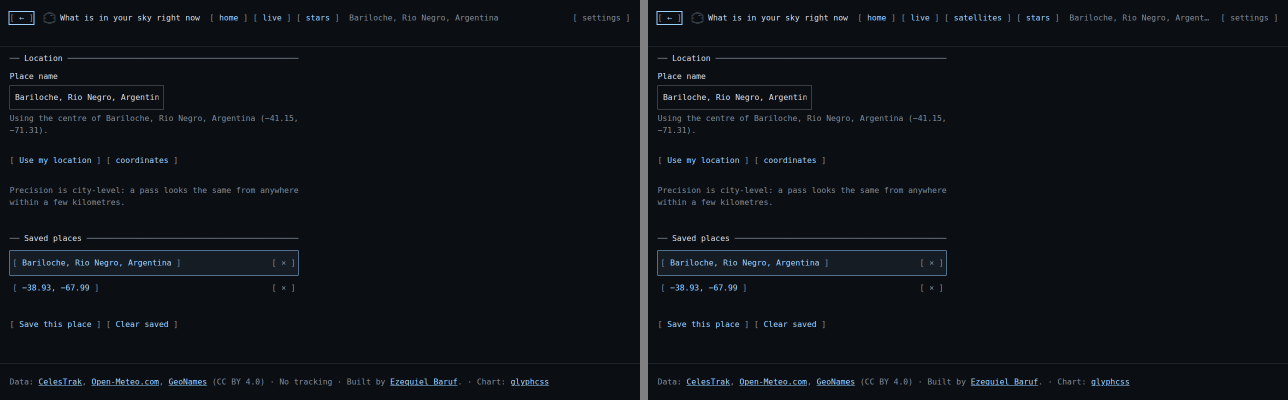 [ ← ] What is in your sky right now [ home ] [ live ] [ stars ] Bariloche, Rio Negro, Argentina [ settings ]
Location
Place name
Bariloche, Rio Negro, Argentin
Using the centre of Bariloche, Rio Negro, Argentina (−41.15,
−71.31).
[ Use my location ] [ coordinates ]
Precision is city-level: a pass looks the same from anywhere
within a few kilometres.
Saved places
[ Bariloche, Rio Negro, Argentina ] [ × ]
[ −38.93, −67.99 ] [ × ]
[ Save this place ] [ Clear saved ]
Data: CelesTrak, Open-Meteo.com, GeoNames (CC BY 4.0) · No tracking · Built by Ezequiel Baruf. · Chart: glyphcss
[ ← ] What is in your sky right now [ home ] [ live ] [ satellites ] [ stars ] Bariloche, Rio Negro, Argent… [ settings ]
Location
Place name
Bariloche, Rio Negro, Argentin
Using the centre of Bariloche, Rio Negro, Argentina (−41.15,
−71.31).
[ Use my location ] [ coordinates ]
Precision is city-level: a pass looks the same from anywhere
within a few kilometres.
Saved places
[ Bariloche, Rio Negro, Argentina ] [ × ]
[ −38.93, −67.99 ] [ × ]
[ Save this place ] [ Clear saved ]
Data: CelesTrak, Open-Meteo.com, GeoNames (CC BY 4.0) · Built by Ezequiel Baruf. · Chart: glyphcss